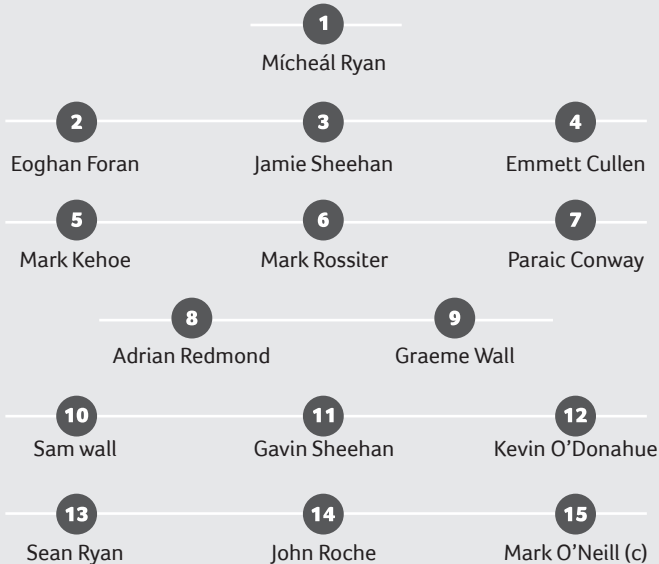 1
Mícheál Ryan
2 3 4
Eoghan Foran Jamie Sheehan Emmett Cullen
5 6 7
Mark Kehoe Mark Rossiter Paraic Conway
8 9
Adrian Redmond Graeme Wall
10 11 12
Sam wall Gavin Sheehan Kevin O’Donahue
13 14 15
Sean Ryan John Roche Mark O’Neill (c)